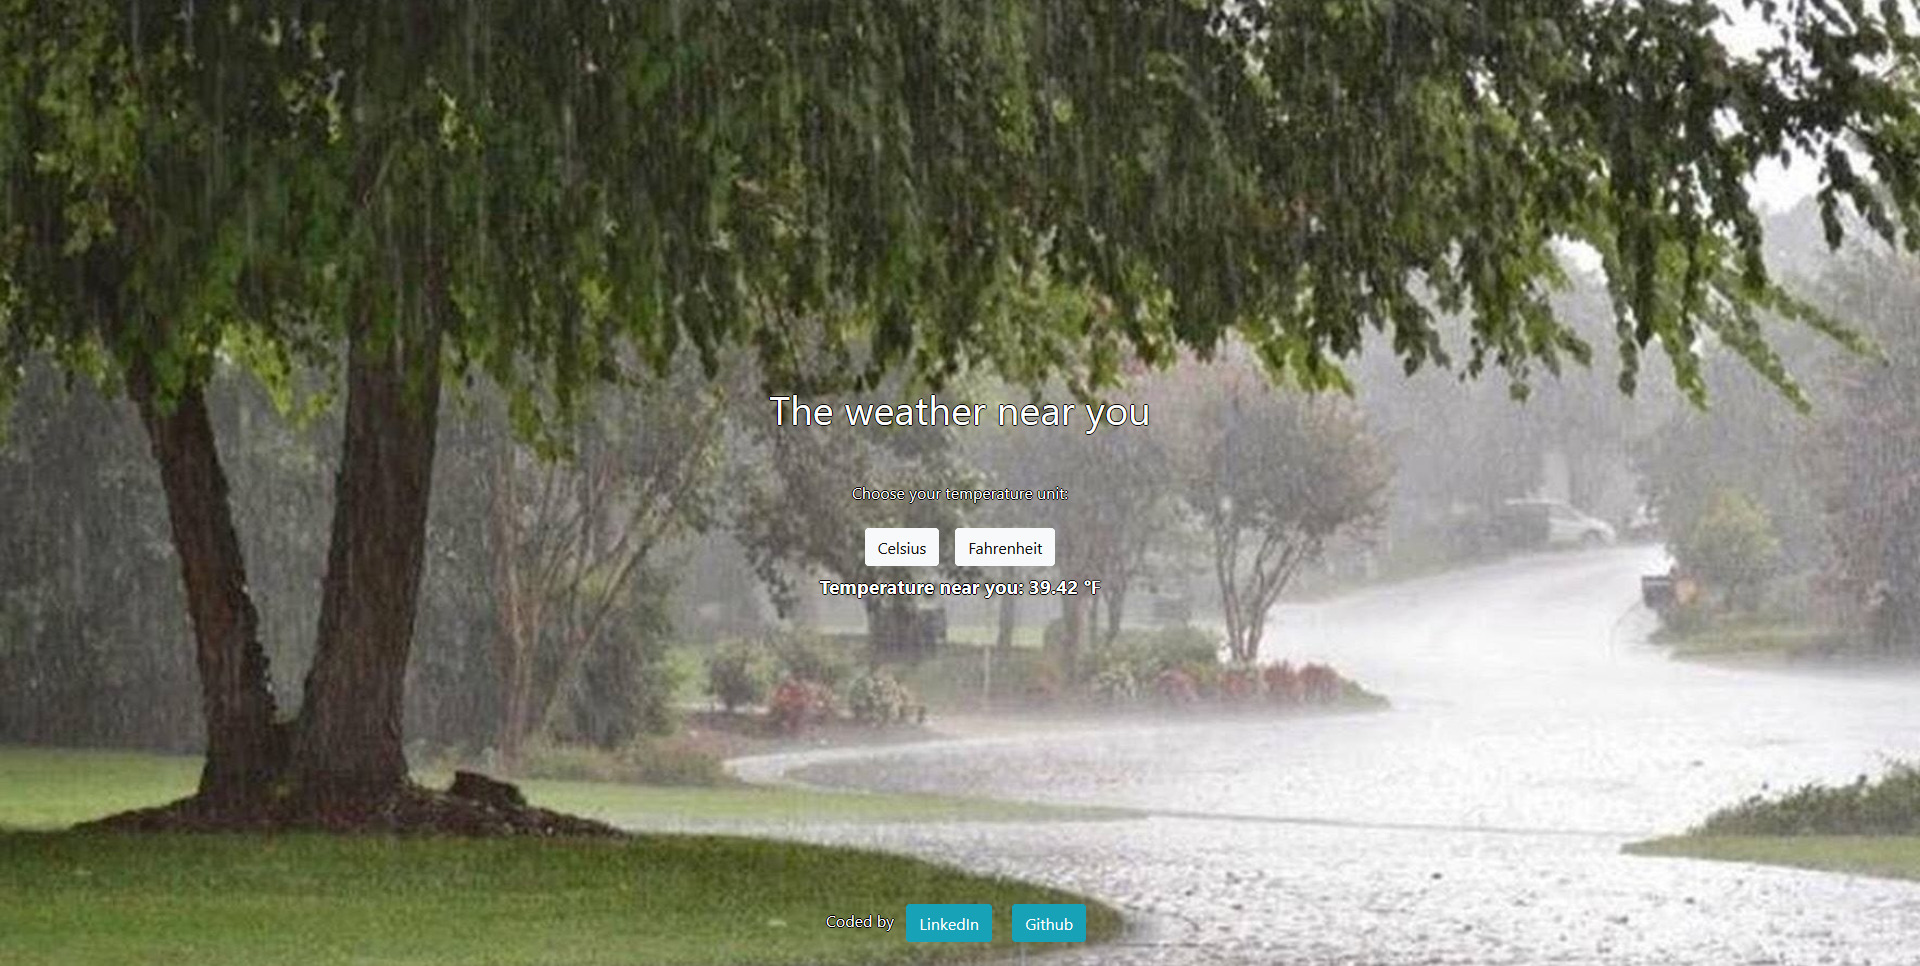 The weather near you
Choose your temperature unit:
Celsius Fahrenheit
Temperature near you: 39.42 °F
Coded by LinkedIn Github